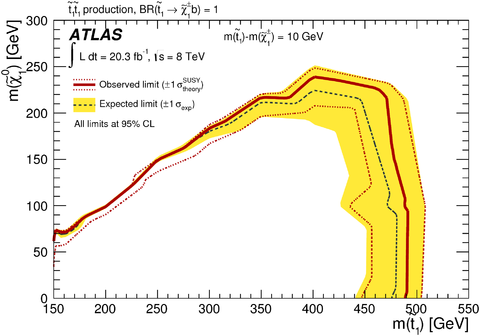 t̃₁t̃₁ production, BR(t̃₁ → χ̃₁± b) = 1
ATLAS
m(t̃₁)-m(χ̃₁±) = 10 GeV
∫ L dt = 20.3 fb⁻¹, √s = 8 TeV
Observed limit (±1 σ^SUSY_theory)
Expected limit (±1 σ_exp)
All limits at 95% CL
m(χ̃₁⁰) [GeV]
300
250
200
150
100
50
0
150 200 250 300 350 400 450 500 550
m(t̃₁) [GeV]